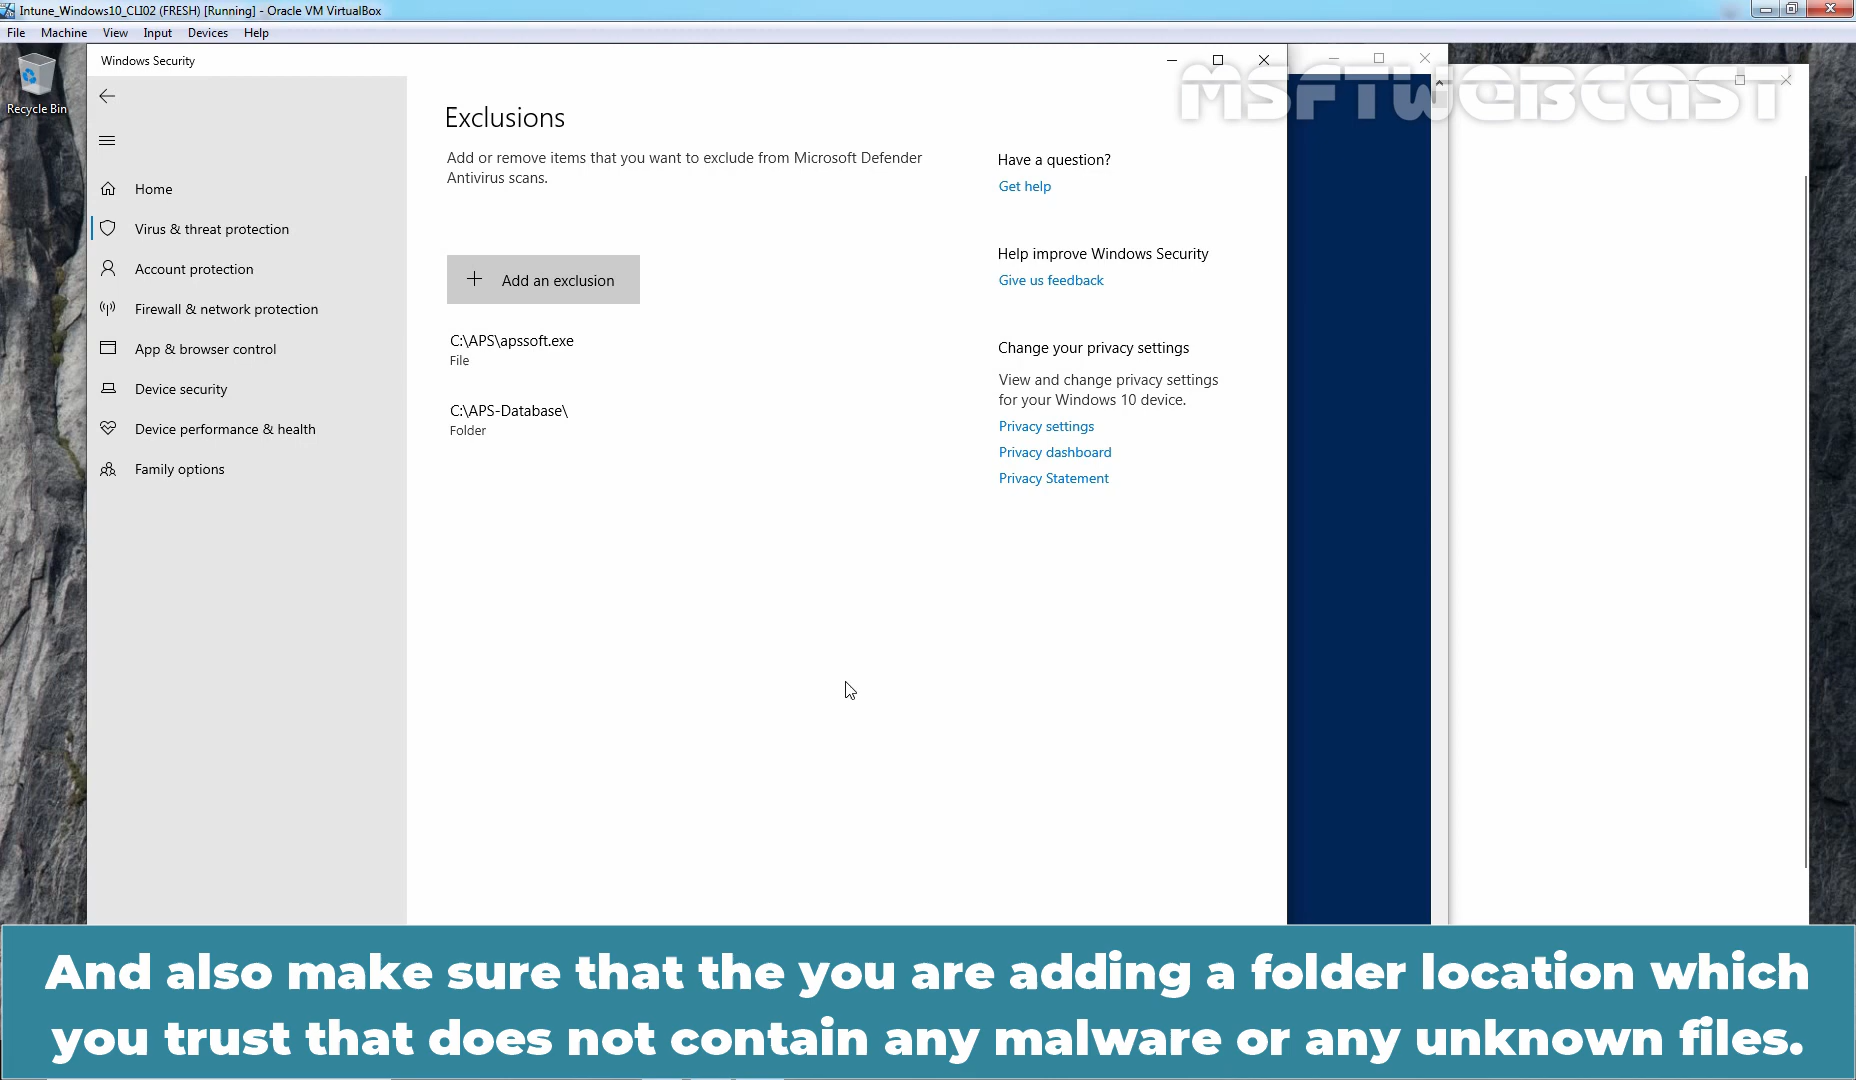 Intune_Windows10_CLI02 (FRESH) [Running] - Oracle VM VirtualBox
File Machine View Input Devices Help
Recycle Bin
Windows Security
MSFTWEBCAST
Home
Virus & threat protection
Account protection
Firewall & network protection
App & browser control
Device security
Device performance & health
Family options
Exclusions
Add or remove items that you want to exclude from Microsoft Defender
Antivirus scans.
Add an exclusion
C:\APS\apssoft.exe
File
C:\APS-Database\
Folder
Have a question?
Get help
Help improve Windows Security
Give us feedback
Change your privacy settings
View and change privacy settings
for your Windows 10 device.
Privacy settings
Privacy dashboard
Privacy Statement
And also make sure that the you are adding a folder location which
you trust that does not contain any malware or any unknown files.